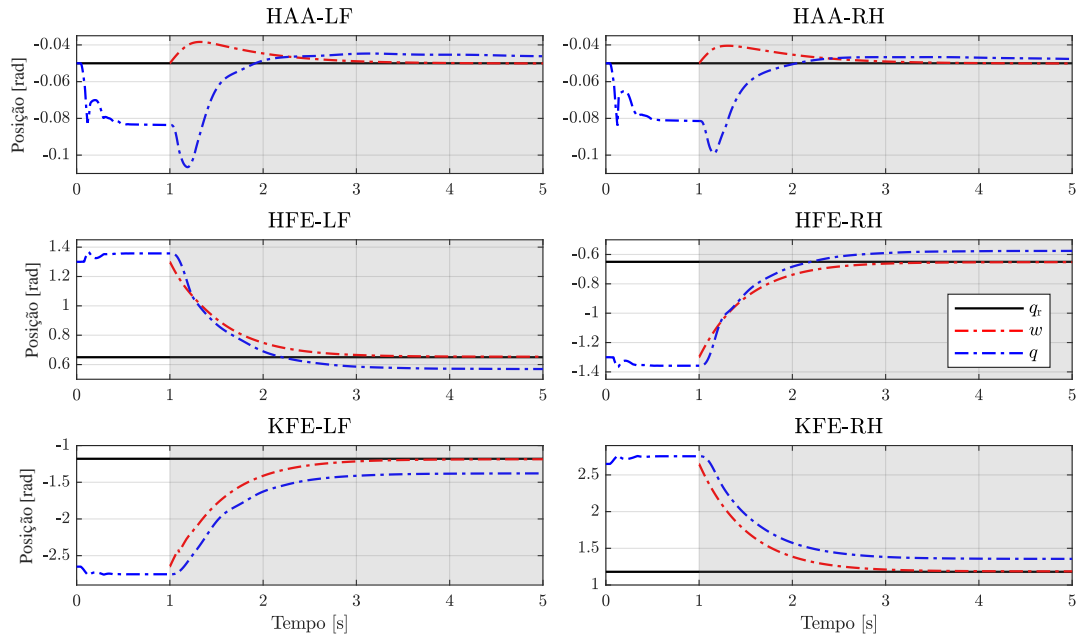 HAA-LF
HAA-RH
Posição [rad]
-0.04
-0.06
-0.08
-0.1
0 1 2 3 4 5
-0.04
-0.06
-0.08
-0.1
0 1 2 3 4 5
HFE-LF
HFE-RH
Posição [rad]
1.4
1.2
1
0.8
0.6
0 1 2 3 4 5
-0.6
-0.8
-1
-1.2
-1.4
0 1 2 3 4 5
qr
w
q
KFE-LF
KFE-RH
Posição [rad]
-1
-1.5
-2
-2.5
0 1 2 3 4 5
Tempo [s]
2.5
2
1.5
1
0 1 2 3 4 5
Tempo [s]